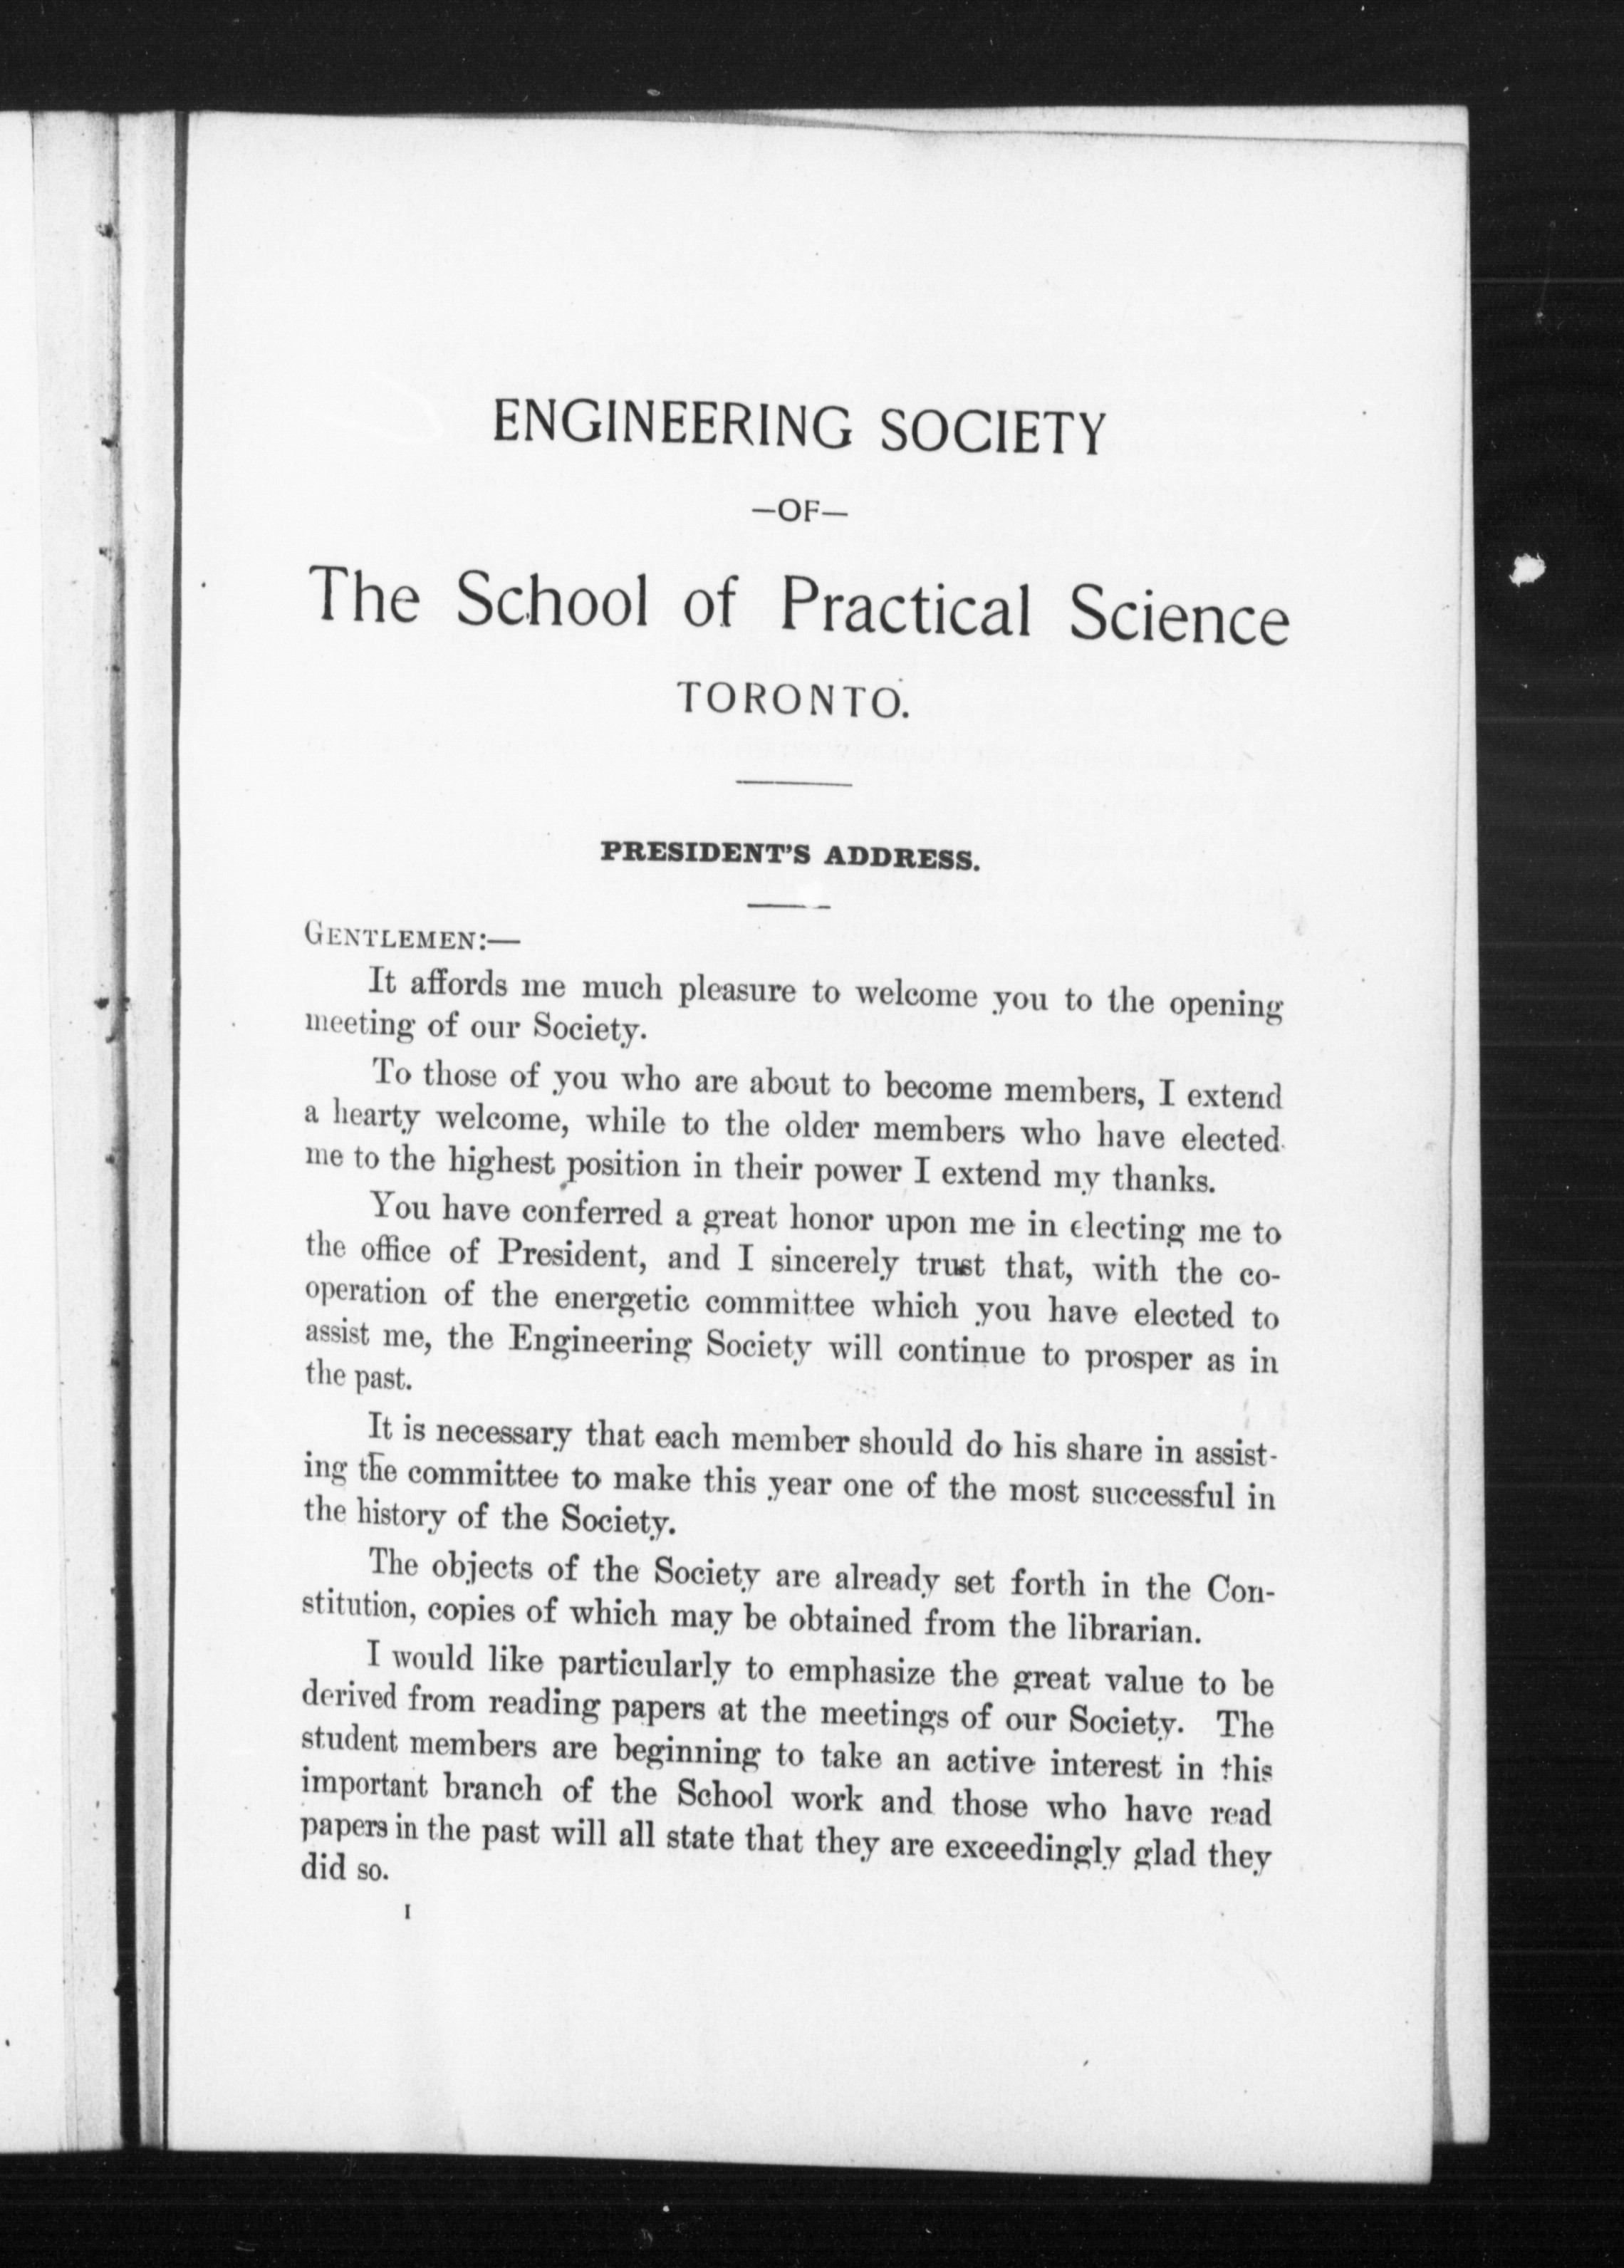 ENGINEERING SOCIETY
—OF—
The School of Practical Science
TORONTO.
PRESIDENT'S ADDRESS.
GENTLEMEN:—
It affords me much pleasure to welcome you to the opening
meeting of our Society.
To those of you who are about to become members, I extend
a hearty welcome, while to the older members who have elected
me to the highest position in their power I extend my thanks.
You have conferred a great honor upon me in electing me to
the office of President, and I sincerely trust that, with the co-
operation of the energetic committee which you have elected to
assist me, the Engineering Society will continue to prosper as in
the past.
It is necessary that each member should do his share in assist-
ing the committee to make this year one of the most successful in
the history of the Society.
The objects of the Society are already set forth in the Con-
stitution, copies of which may be obtained from the librarian.
I would like particularly to emphasize the great value to be
derived from reading papers at the meetings of our Society. The
student members are beginning to take an active interest in this
important branch of the School work and those who have read
papers in the past will all state that they are exceedingly glad they
did so.
I